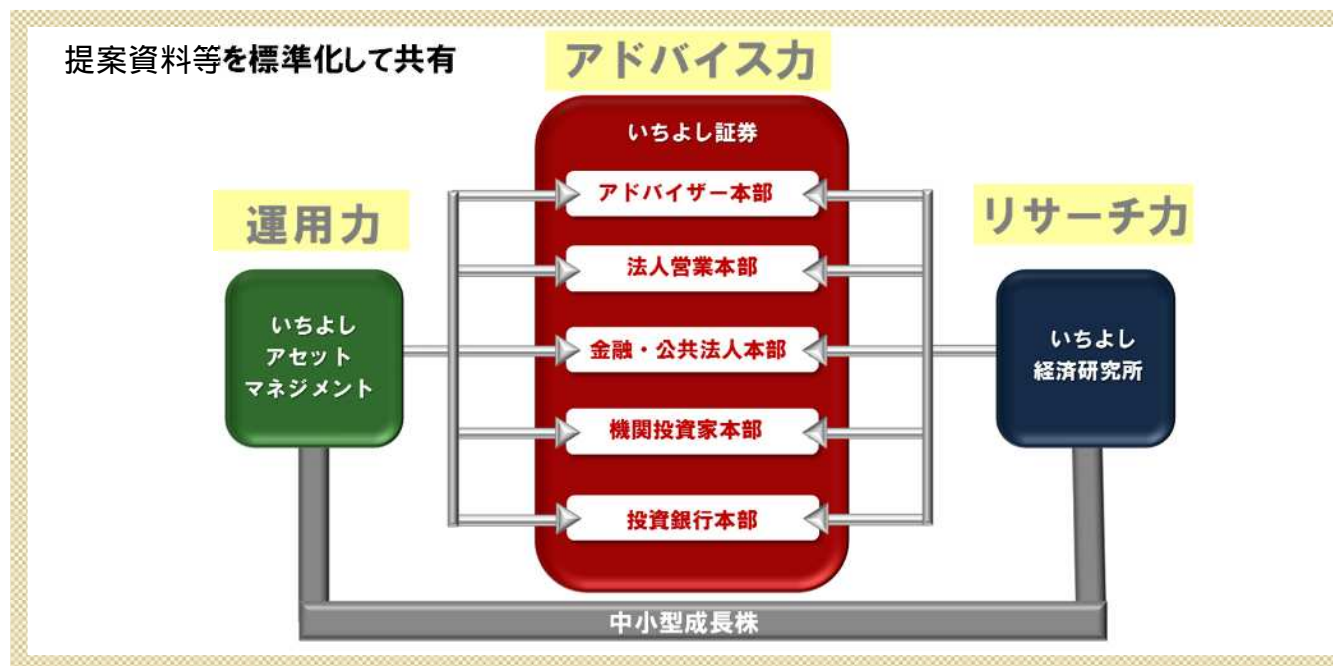 提案資料等を標準化して共有
アドバイス力
いちよし証券
アドバイザー本部
法人営業本部
金融・公共法人本部
機関投資家本部
投資銀行本部
運用力
いちよし
アセット
マネジメント
リサーチ力
いちよし
経済研究所
中小型成長株